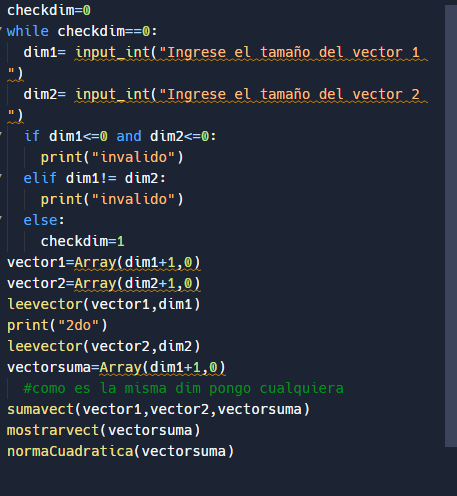 checkdim=0
while checkdim==0:
  dim1= input_int("Ingrese el tamaño del vector 1
")
  dim2= input_int("Ingrese el tamaño del vector 2
")
  if dim1<=0 and dim2<=0:
    print("invalido")
  elif dim1!= dim2:
    print("invalido")
  else:
    checkdim=1
vector1=Array(dim1+1,0)
vector2=Array(dim2+1,0)
leevector(vector1,dim1)
print("2do")
leevector(vector2,dim2)
vectorsuma=Array(dim1+1,0)
  #como es la misma dim pongo cualquiera
sumavect(vector1,vector2,vectorsuma)
mostrarvect(vectorsuma)
normaCuadratica(vectorsuma)